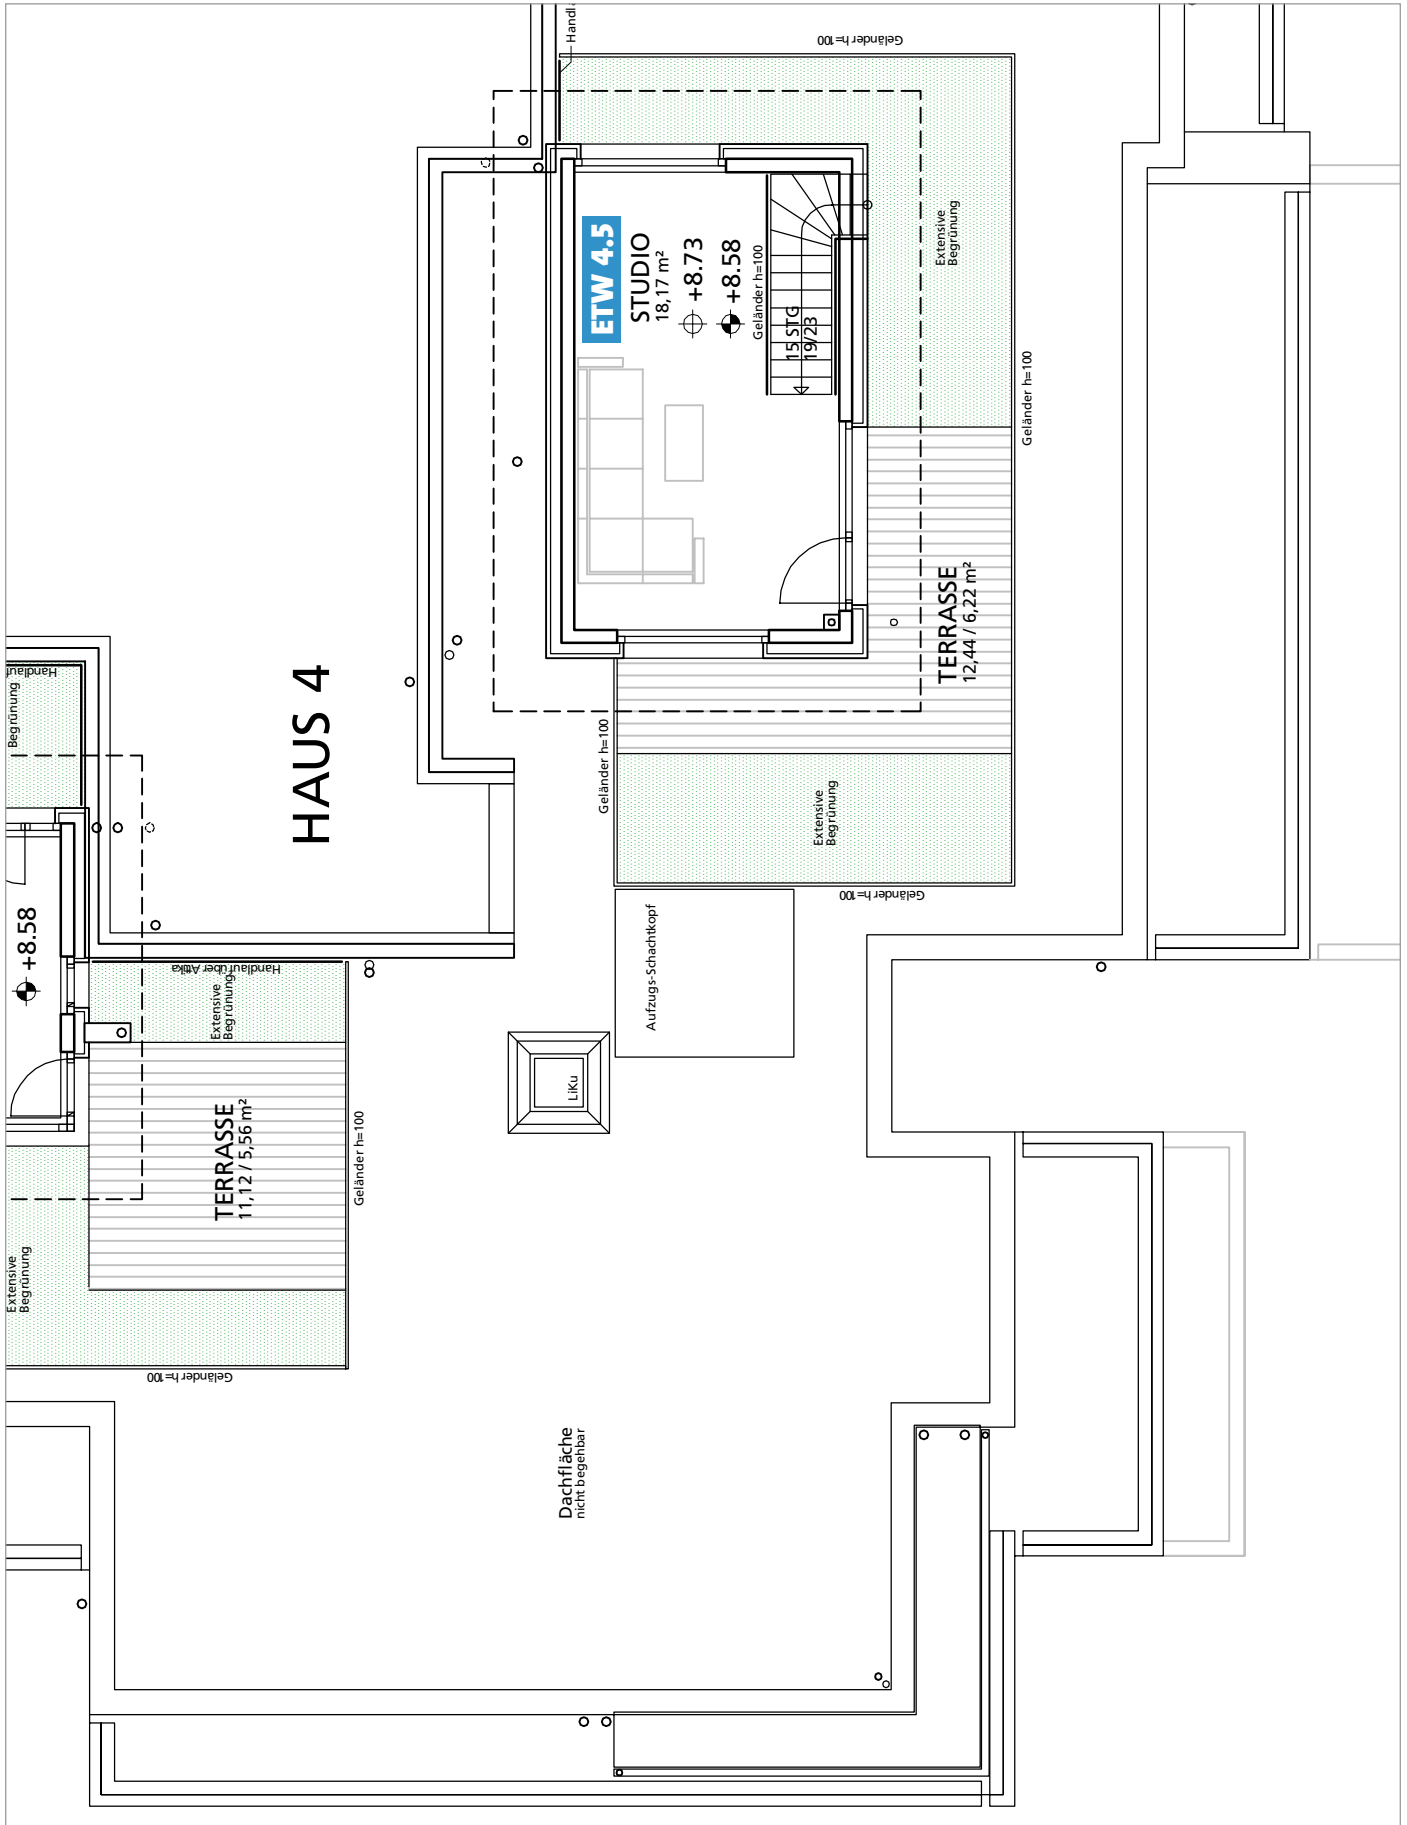 Geländer h=100
Handla
ETW 4.5
STUDIO
18,17 m²
+8.73
+8.58
Geländer h=100
15 STG
19/23
Extensive
Begrünung
Geländer h=100
TERRASSE
12,44 / 6,22 m²
Geländer h=100
Extensive
Begrünung
Geländer h=100
HAUS 4
Handlauf
Begrünung
+8.58
Handlauf über Attika
Extensive
Begrünung
TERRASSE
11,12 / 5,56 m²
Geländer h=100
Extensive
Begrünung
Geländer h=100
Aufzugs-Schachtkopf
LiKu
Dachfläche
nicht begehbar